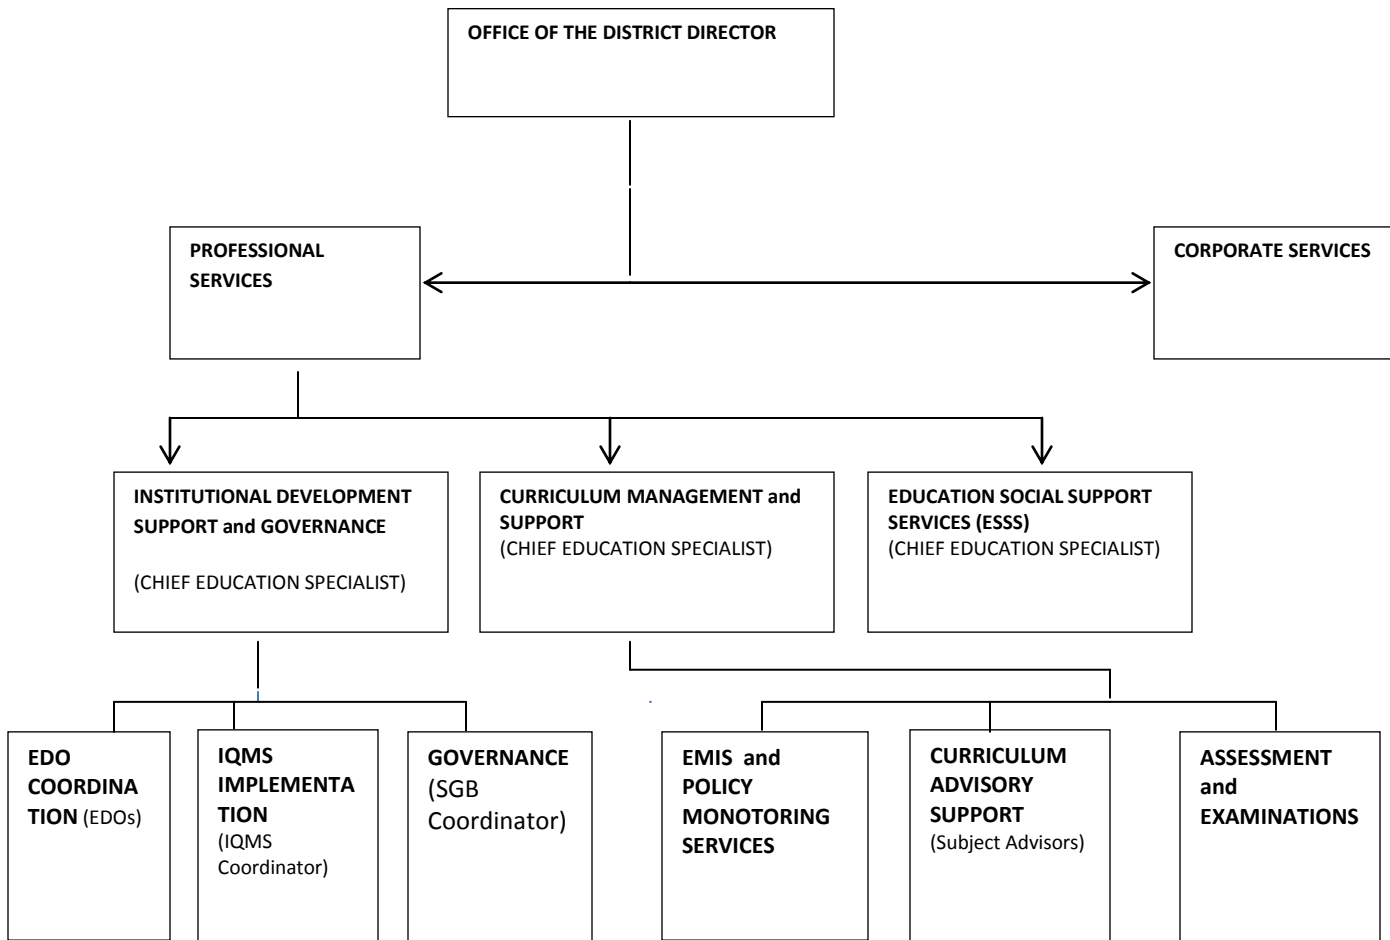 OFFICE OF THE DISTRICT DIRECTOR
PROFESSIONAL
SERVICES
CORPORATE SERVICES
INSTITUTIONAL DEVELOPMENT
SUPPORT and GOVERNANCE
(CHIEF EDUCATION SPECIALIST)
CURRICULUM MANAGEMENT and
SUPPORT
(CHIEF EDUCATION SPECIALIST)
EDUCATION SOCIAL SUPPORT
SERVICES (ESSS)
(CHIEF EDUCATION SPECIALIST)
EDO
COORDINA
TION (EDOs)
IQMS
IMPLEMENTA
TION
(IQMS
Coordinator)
GOVERNANCE
(SGB
Coordinator)
EMIS and
POLICY
MONOTORING
SERVICES
CURRICULUM
ADVISORY
SUPPORT
(Subject Advisors)
ASSESSMENT
and
EXAMINATIONS